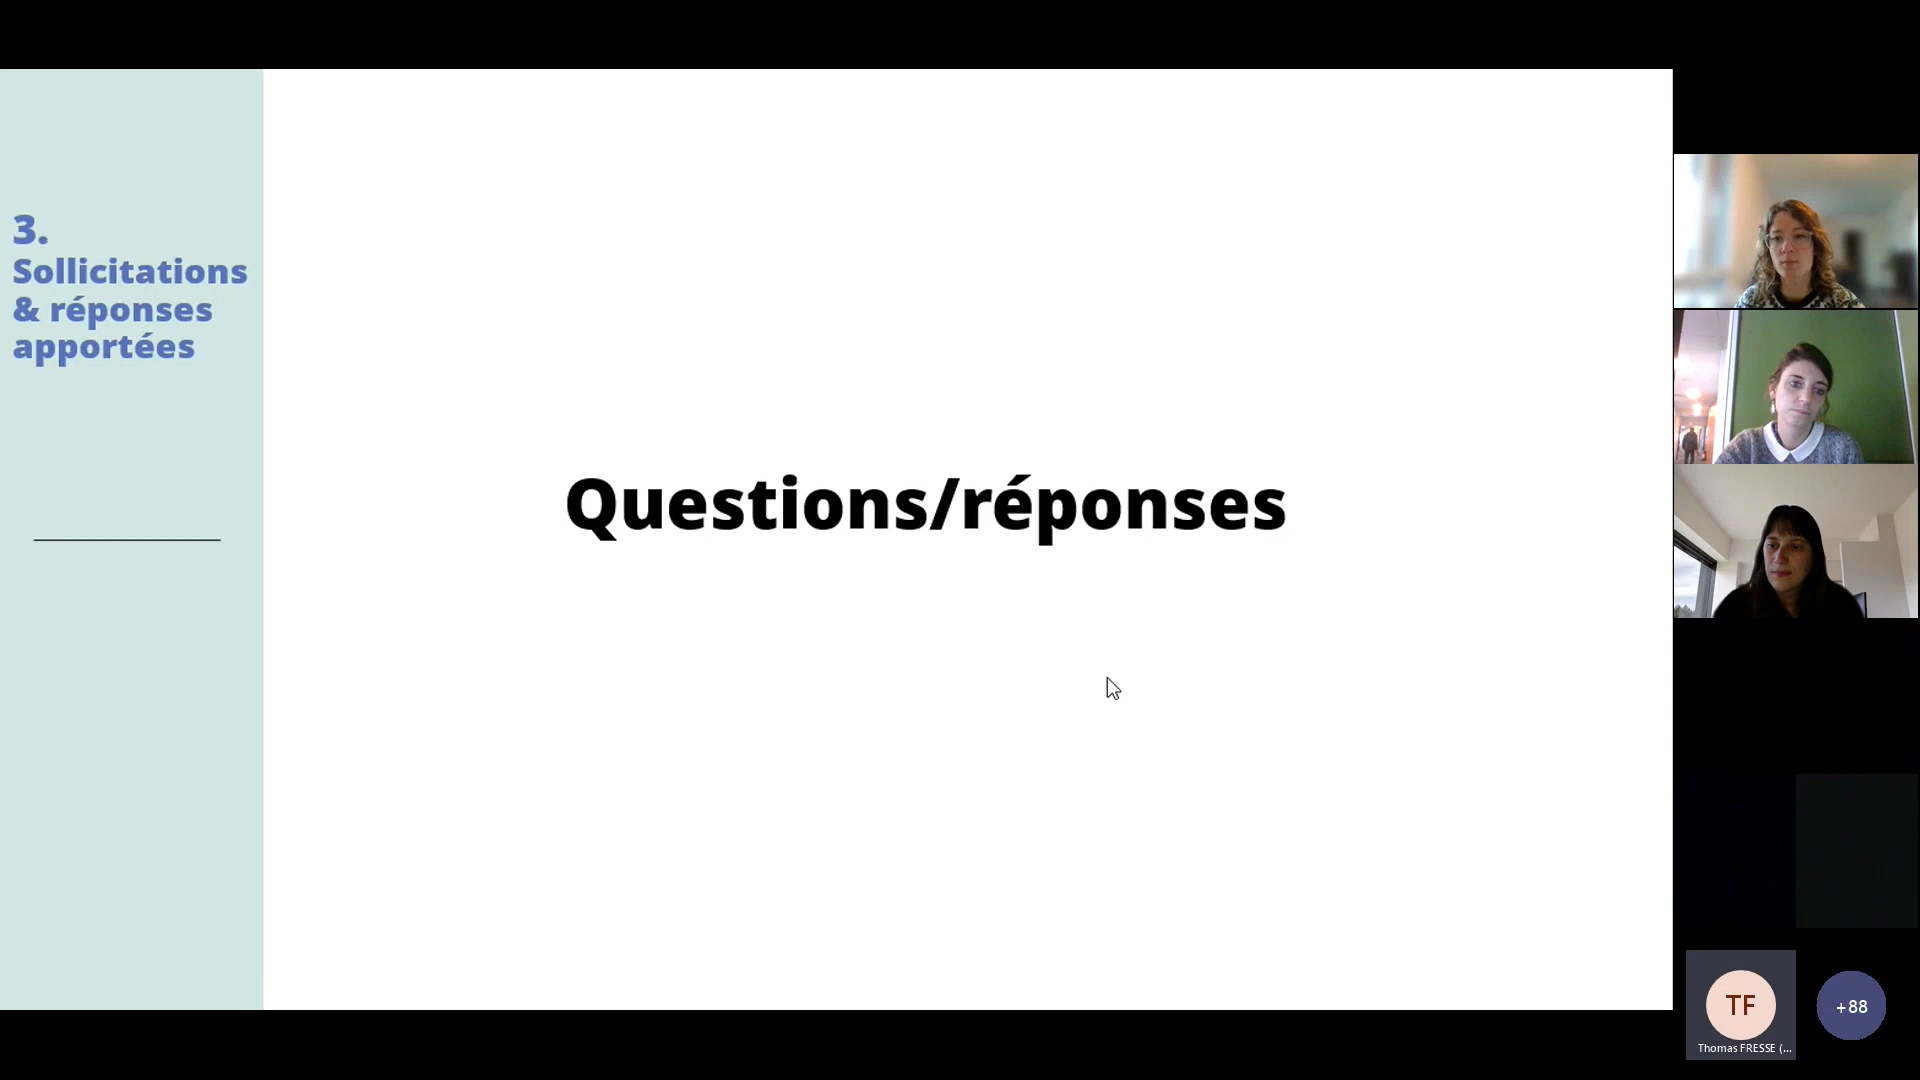 3.
Sollicitations
& réponses
apportées
Questions/réponses
TF
Thomas FRESSE (...
+88